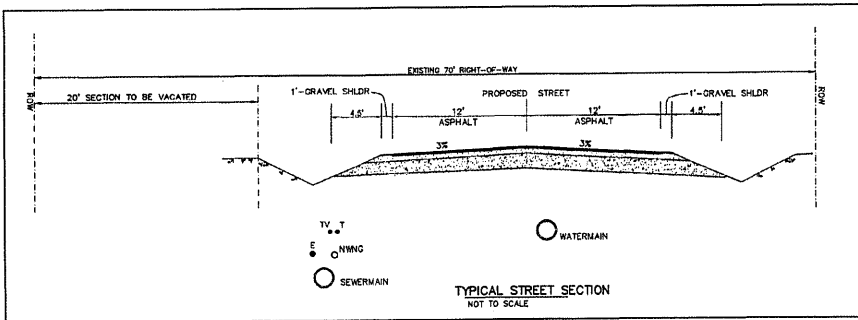 EXISTING 70' RIGHT-OF-WAY
ROW
ROW
20' SECTION TO BE VACATED
1'-GRAVEL SHLDR
PROPOSED STREET
1'-GRAVEL SHLDR
4.5'
12'
12'
4.5'
ASPHALT
ASPHALT
3%
3%
TV
T
E
NWNG
WATERMAIN
SEWERMAIN
TYPICAL STREET SECTION
NOT TO SCALE